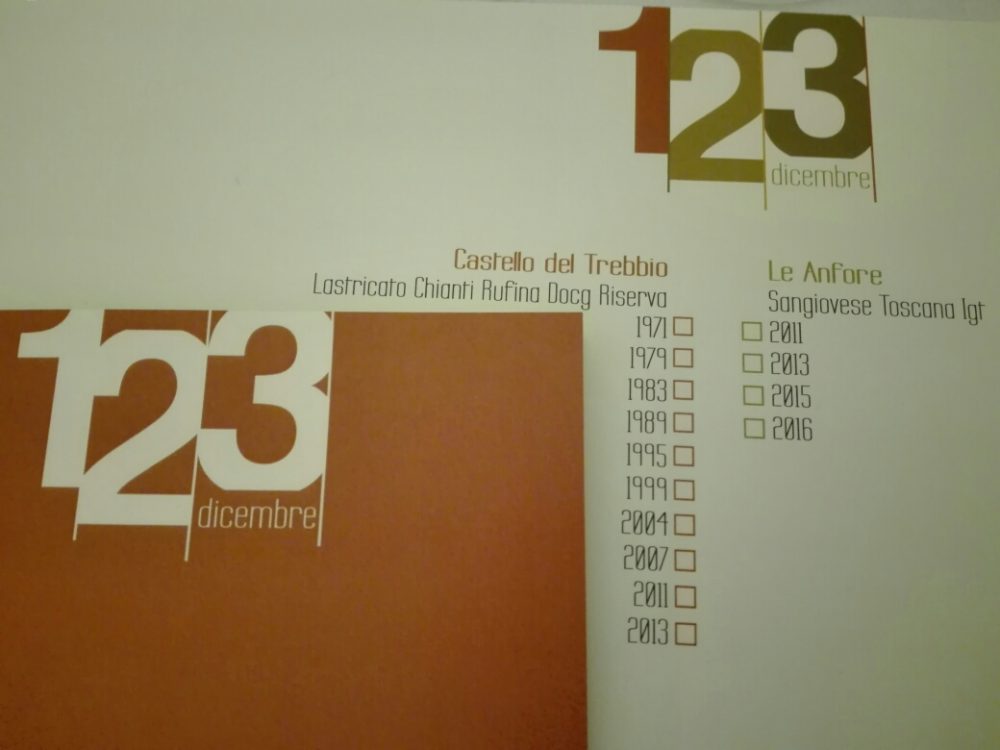 123
dicembre
Castello del Trebbio
Lastricato Chianti Rufina Docg Riserva
1971
1979
1983
1989
1995
1999
2004
2007
2011
2013
Le Anfore
Sangiovese Toscana Igt
2011
2013
2015
2016
123
dicembre